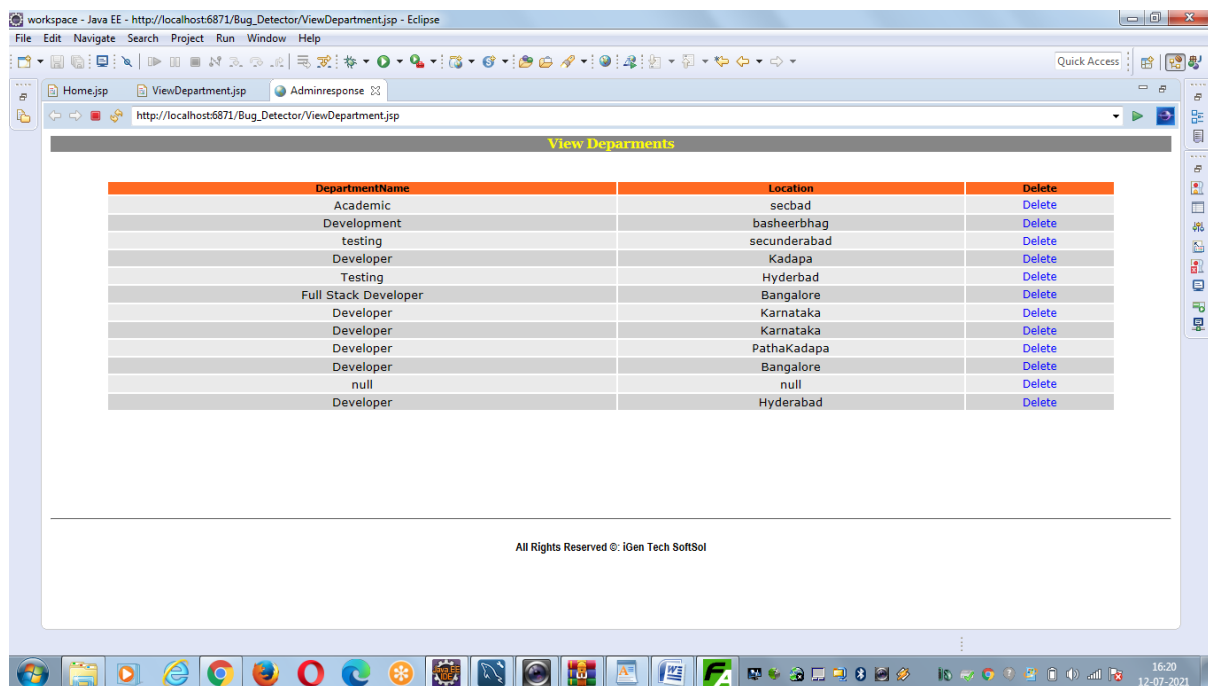 workspace - Java EE - http://localhost:6871/Bug_Detector/ViewDepartment.jsp - Eclipse
File Edit Navigate Search Project Run Window Help
Quick Access
Home.jsp ViewDepartment.jsp Adminresponse
http://localhost:6871/Bug_Detector/ViewDepartment.jsp
View Deparments
DepartmentName Location Delete
Academic secbad Delete
Development basheerbhag Delete
testing secunderabad Delete
Developer Kadapa Delete
Testing Hyderbad Delete
Full Stack Developer Bangalore Delete
Developer Karnataka Delete
Developer Karnataka Delete
Developer PathaKadapa Delete
Developer Bangalore Delete
null null Delete
Developer Hyderabad Delete
All Rights Reserved ©: iGen Tech SoftSol
16:20
12-07-2021